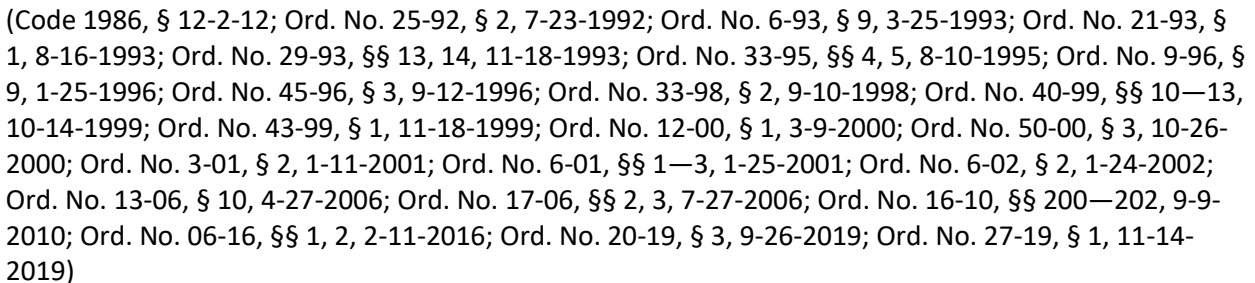 (Code 1986, § 12-2-12; Ord. No. 25-92, § 2, 7-23-1992; Ord. No. 6-93, § 9, 3-25-1993; Ord. No. 21-93, §
1, 8-16-1993; Ord. No. 29-93, §§ 13, 14, 11-18-1993; Ord. No. 33-95, §§ 4, 5, 8-10-1995; Ord. No. 9-96, §
9, 1-25-1996; Ord. No. 45-96, § 3, 9-12-1996; Ord. No. 33-98, § 2, 9-10-1998; Ord. No. 40-99, §§ 10—13,
10-14-1999; Ord. No. 43-99, § 1, 11-18-1999; Ord. No. 12-00, § 1, 3-9-2000; Ord. No. 50-00, § 3, 10-26-
2000; Ord. No. 3-01, § 2, 1-11-2001; Ord. No. 6-01, §§ 1—3, 1-25-2001; Ord. No. 6-02, § 2, 1-24-2002;
Ord. No. 13-06, § 10, 4-27-2006; Ord. No. 17-06, §§ 2, 3, 7-27-2006; Ord. No. 16-10, §§ 200—202, 9-9-
2010; Ord. No. 06-16, §§ 1, 2, 2-11-2016; Ord. No. 20-19, § 3, 9-26-2019; Ord. No. 27-19, § 1, 11-14-
2019)